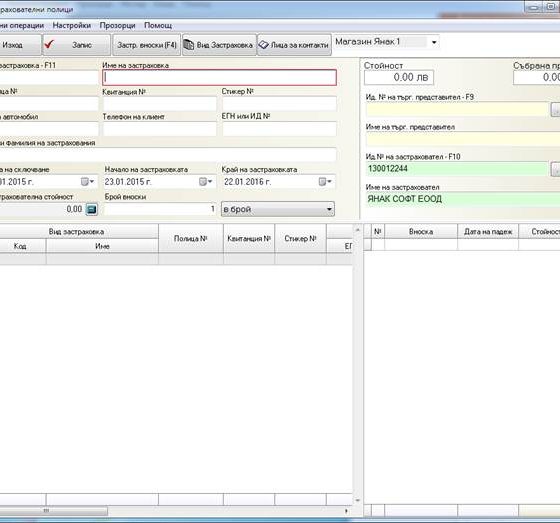 трахователни полици
ни операции Настройки Прозорци Помощ
Изход Запис Застр. вноски (F4) Вид Застраховка Лица за контакти Магазин Янак 1
застраховка - F11 Име на застраховка
ица № Квитанция № Стикер №
автомобил Телефон на клиент ЕГН или ИД №
и фамилия на застрахования
а на сключване Начало на застраховката Край на застраховката
01.2015 г. 23.01.2015 г. 22.01.2016 г.
трахователна стойност Брой вноски
0,00 1 в брой
Стойност Събрана пр
0.00 лв 0.00
Ид. № на търг. представител - F9
Име на търг. представител
Ид.№ на застраховател - F10
130012244
Име на застраховател
ЯНАК СОФТ ЕООД
Вид застраховка Полица № Квитанция № Стикер №
Код Име ЕГ
№ Вноска Дата на падеж Стойност